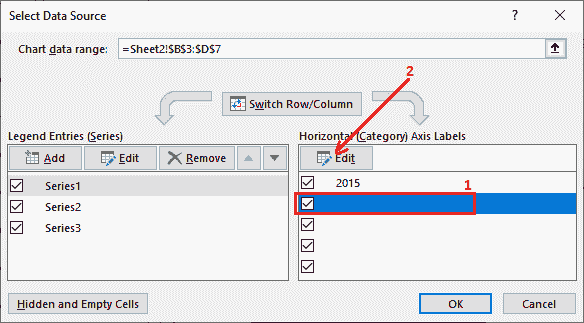 Select Data Source
?
Chart data range: =Sheet2!$B$3:$D$7
2
Switch Row/Column
Legend Entries (Series)
Horizontal (Category) Axis Labels
Add Edit Remove
Edit
Series1
2015
1
Series2
Series3
Hidden and Empty Cells
OK Cancel